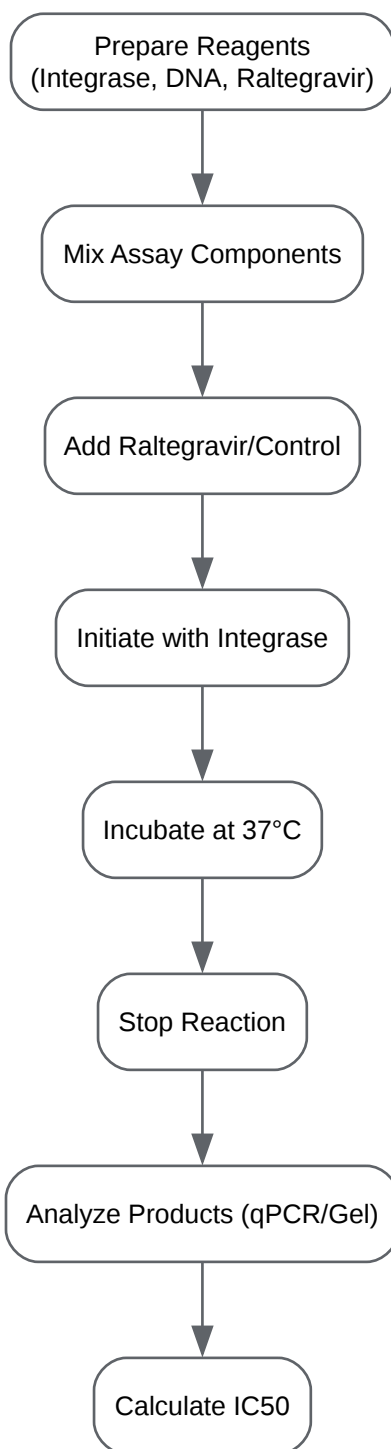 Prepare Reagents
(Integrase, DNA, Raltegravir)
Mix Assay Components
Add Raltegravir/Control
Initiate with Integrase
Incubate at 37°C
Stop Reaction
Analyze Products (qPCR/Gel)
Calculate IC50